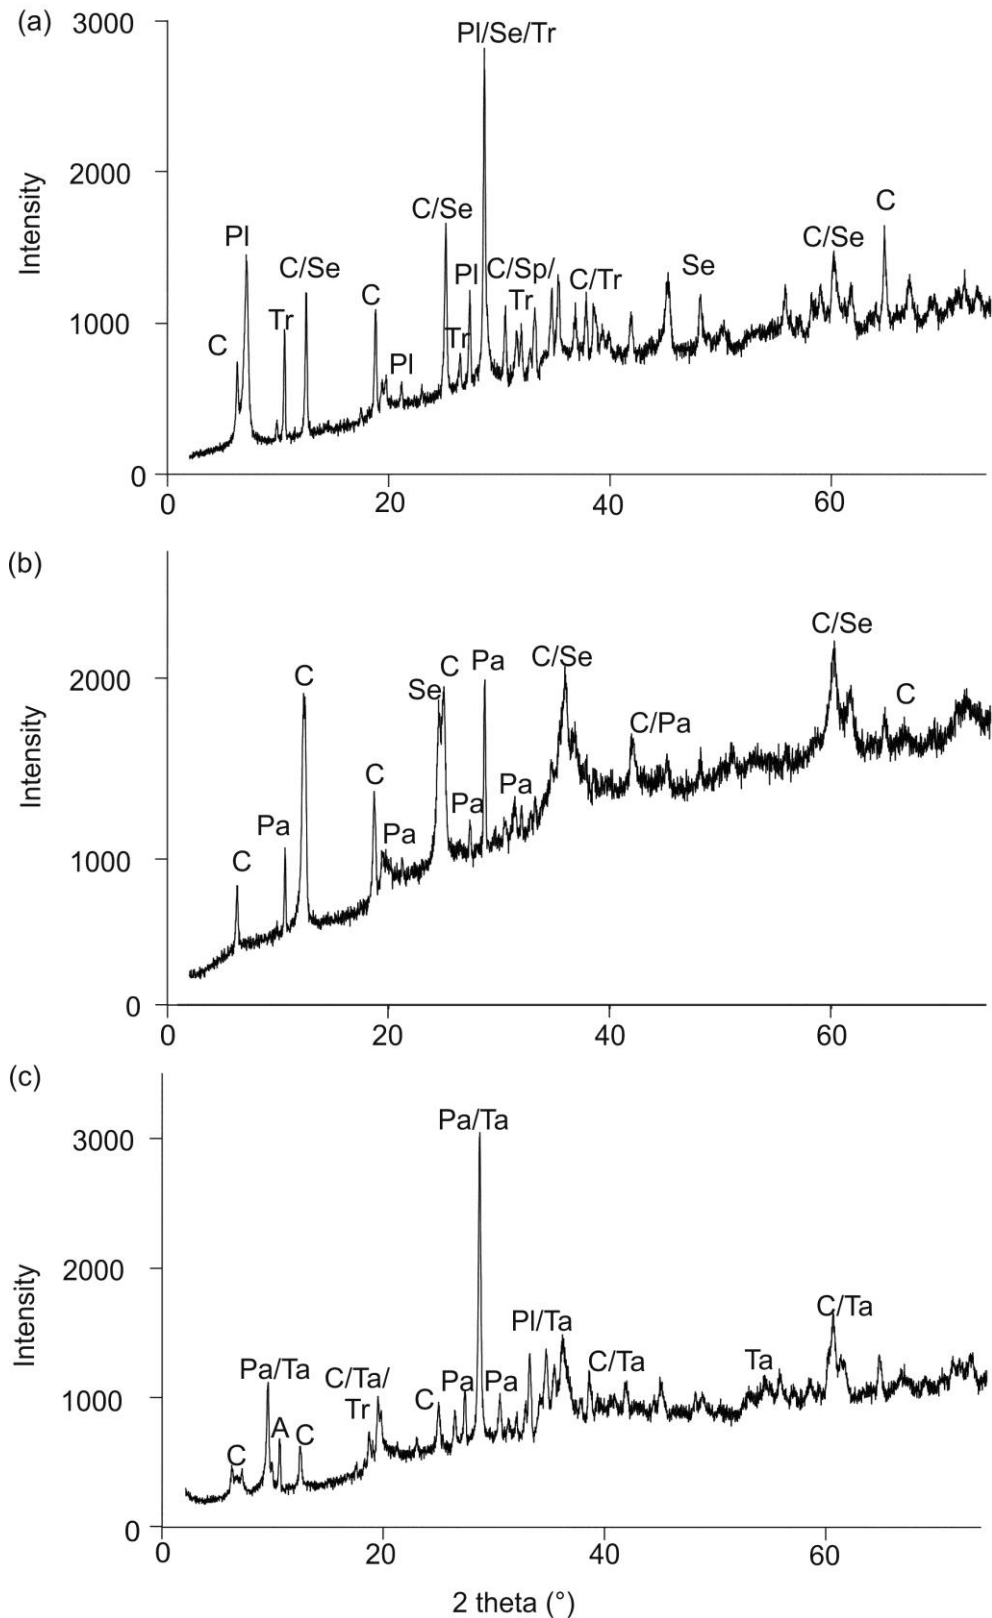 (a)
3000
Pl/Se/Tr
2000
C/Se
Pl
C/Se
C
Pl
C/Sp/
Tr
C/Tr
Se
C/Se
C
1000
C
Tr
Tr
Pl
0
0
20
40
60
Intensity
(b)
2000
C
Se
C
Pa
C/Se
C/Se
C
C/Pa
C
Pa
Pa
Pa
Pa
1000
C
0
0
20
40
60
Intensity
(c)
3000
Pa/Ta
2000
Pl/Ta
C/Ta
Pa/Ta
C/Ta/
Tr
C
Pa
Pa
C/Ta
Ta
1000
C
A
C
0
0
20
40
60
Intensity
2 theta (°)